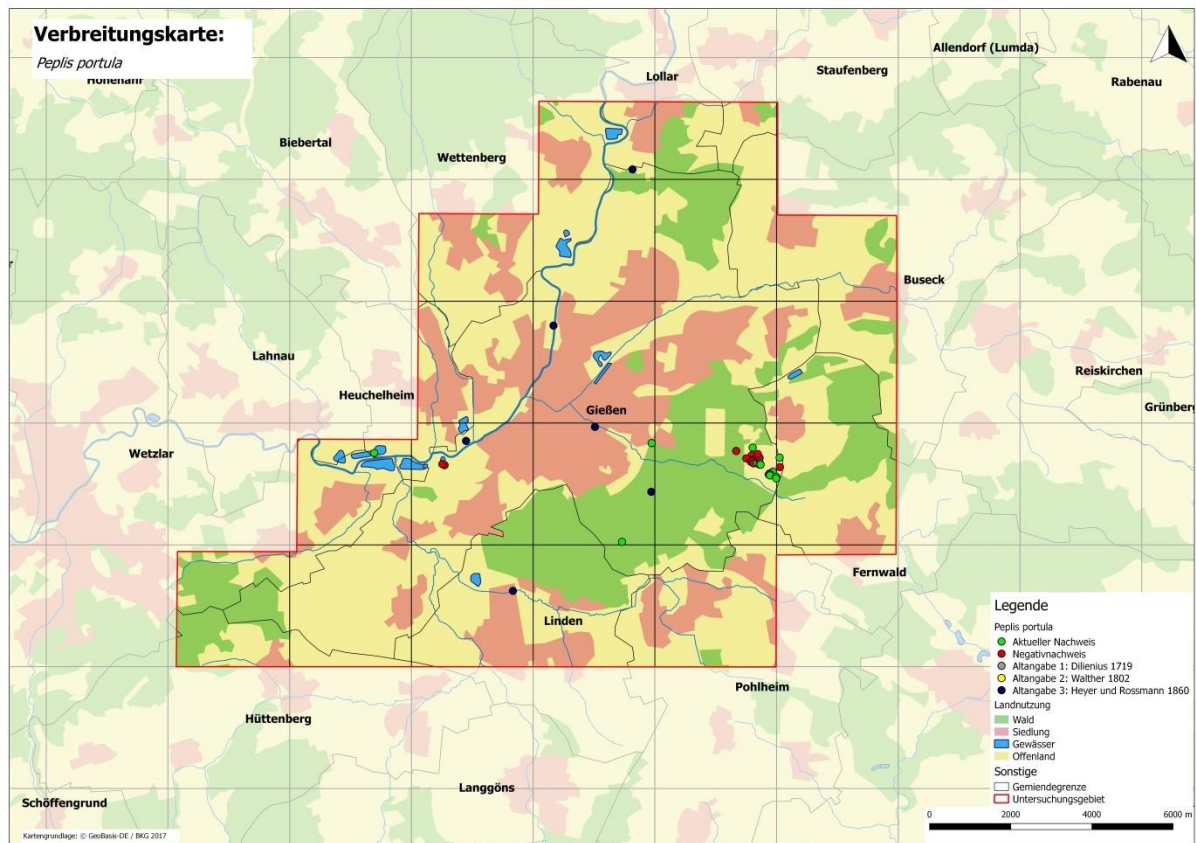 Verbreitungskarte:
Peplis portula
Hohenahr
Lollar
Allendorf (Lumda)
Staufenberg
Rabenau
Biebertal
Wettenberg
Buseck
Lahnau
Heuchelheim
Reiskirchen
Gießen
Grünberg
Wetzlar
Fernwald
Linden
Pohlheim
Hüttenberg
Langgöns
Schöffengrund
Legende
Peplis portula
Aktueller Nachweis
Negativnachweis
Altangabe 1: Dilienius 1719
Altangabe 2: Walther 1802
Altangabe 3: Heyer und Rossmann 1860
Landnutzung
Wald
Siedlung
Gewässer
Offenland
Sonstige
Gemiendegrenze
Untersuchungsgebiet
0 2000 4000 6000 m
Kartengrundlage: © GeoBasis-DE / BKG 2017